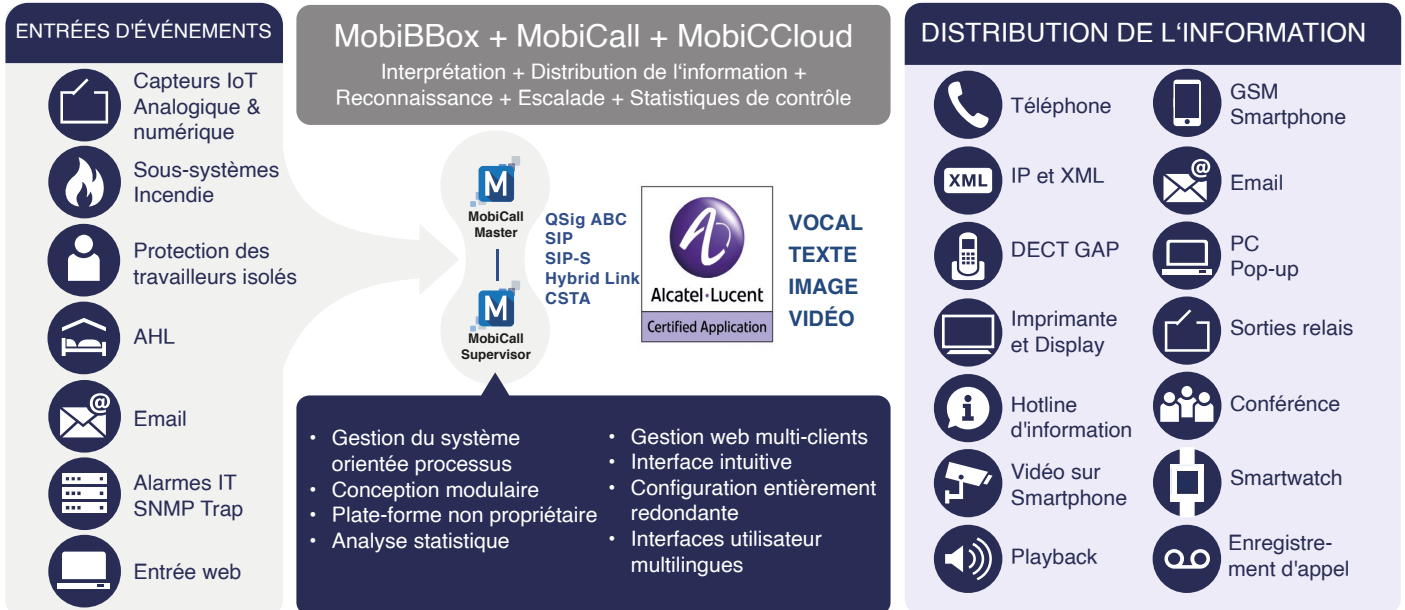 ENTRÉES D'ÉVÉNEMENTS
Capteurs IoT
Analogique &
numérique
Sous-systèmes
Incendie
Protection des
travailleurs isolés
AHL
@
Email
Alarmes IT
SNMP Trap
Entrée web
MobiBBox + MobiCall + MobiCCloud
Interprétation + Distribution de l‘information +
Reconnaissance + Escalade + Statistiques de contrôle
M
MobiCall
Master
M
MobiCall
Supervisor
QSig ABC
SIP
SIP-S
Hybrid Link
CSTA
Alcatel·Lucent
Certified Application
VOCAL
TEXTE
IMAGE
VIDÉO
• Gestion du système
orientée processus
• Conception modulaire
• Plate-forme non propriétaire
• Analyse statistique
• Gestion web multi-clients
• Interface intuitive
• Configuration entièrement
redondante
• Interfaces utilisateur
multilingues
DISTRIBUTION DE L‘INFORMATION
Téléphone
XML
IP et XML
DECT GAP
Imprimante
et Display
i
Hotline
d'information
Vidéo sur
Smartphone
Playback
GSM
Smartphone
@
Email
PC
Pop-up
Sorties relais
Conférénce
Smartwatch
Enregistre-
ment d'appel